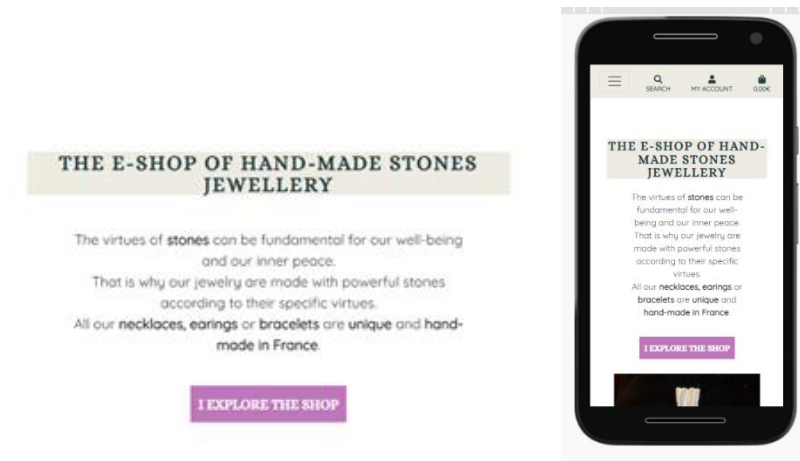 THE E-SHOP OF HAND-MADE STONES
JEWELLERY
The virtues of stones can be fundamental for our well-being
and our inner peace.
That is why our jewelry are made with powerful stones
according to their specific virtues.
All our necklaces, earings or bracelets are unique and hand-
made in France.
I EXPLORE THE SHOP
SEARCH
MY ACCOUNT
0.00€
THE E-SHOP OF HAND-
MADE STONES
JEWELLERY
The virtues of stones can be
fundamental for our well-
being and our inner peace.
That is why our jewelry are
made with powerful stones
according to their specific
virtues.
All our necklaces, earings or
bracelets are unique and
hand-made in France.
I EXPLORE THE SHOP